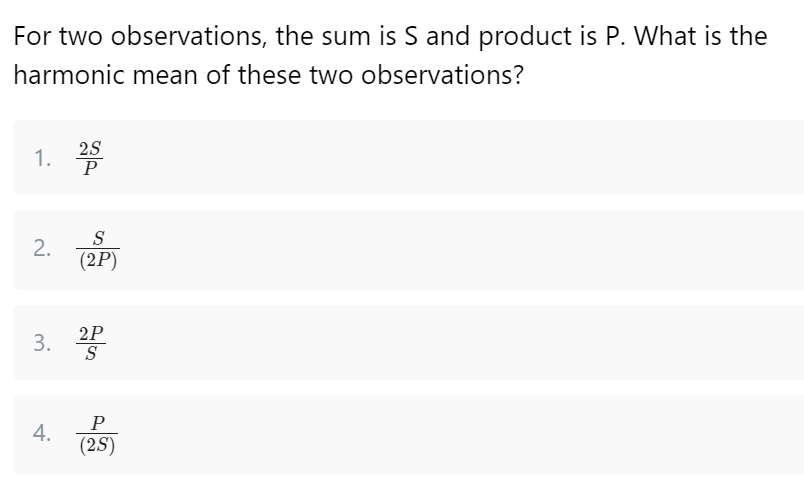 For two observations, the sum is S and product is P. What is the
harmonic mean of these two observations?
1. 2S/P
2. S/(2P)
3. 2P/S
4. P/(2S)